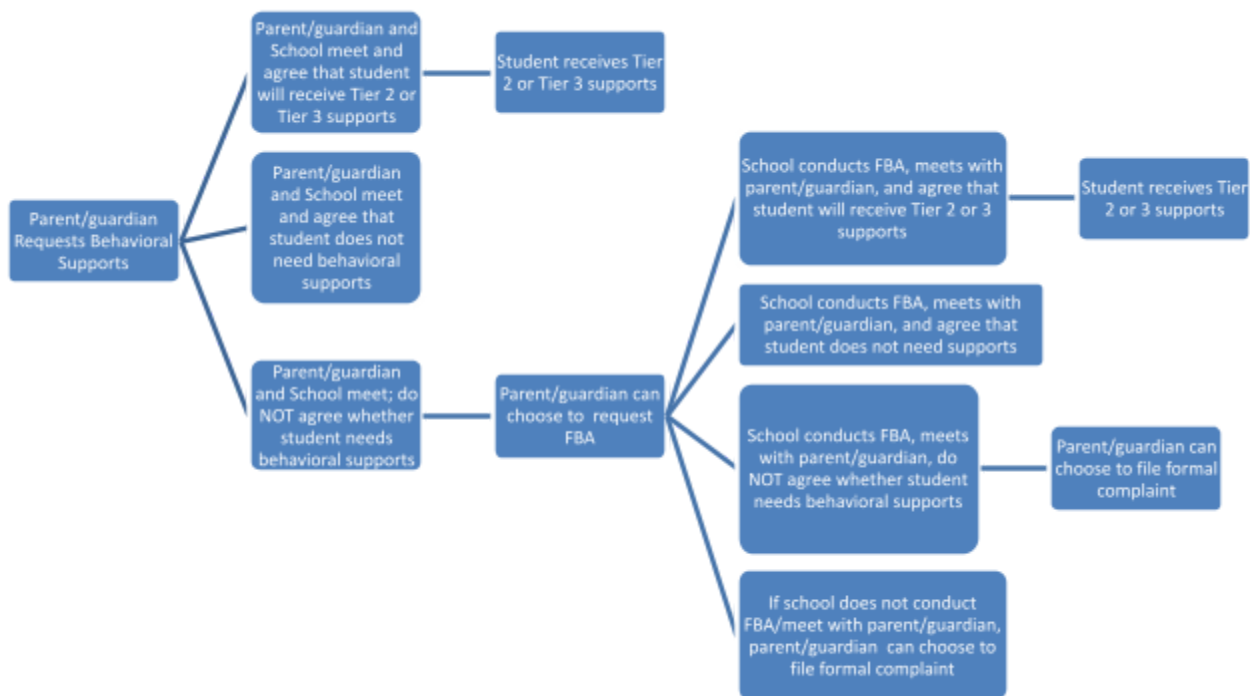 Parent/guardian
Requests Behavioral
Supports
Parent/guardian and
School meet and
agree that student
will receive Tier 2 or
Tier 3 supports
Student receives Tier
2 or Tier 3 supports
Parent/guardian
and School meet
and agree that
student does not
need behavioral
supports
Parent/guardian
and School meet; do
NOT agree whether
student needs
behavioral supports
Parent/guardian can
choose to request
FBA
School conducts FBA, meets with
parent/guardian, and agree that
student will receive Tier 2 or 3
supports
Student receives Tier
2 or 3 supports
School conducts FBA, meets with
parent/guardian, and agree that
student does not need supports
School conducts FBA, meets
with parent/guardian, do
NOT agree whether student
needs behavioral supports
Parent/guardian can
choose to file formal
complaint
If school does not conduct
FBA/meet with parent/guardian,
parent/guardian can choose to
file formal complaint